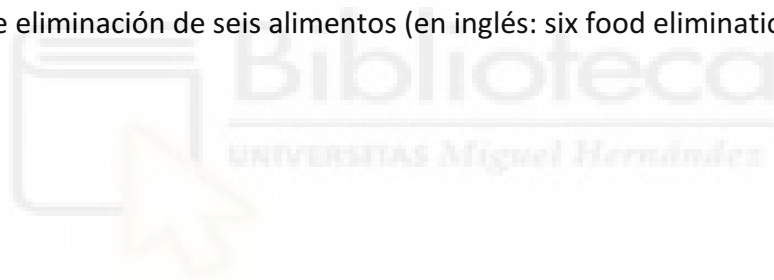 e eliminación de seis alimentos (en inglés: six food eliminatio
Biblioteca
UNIVERSITAS Miguel Hernández